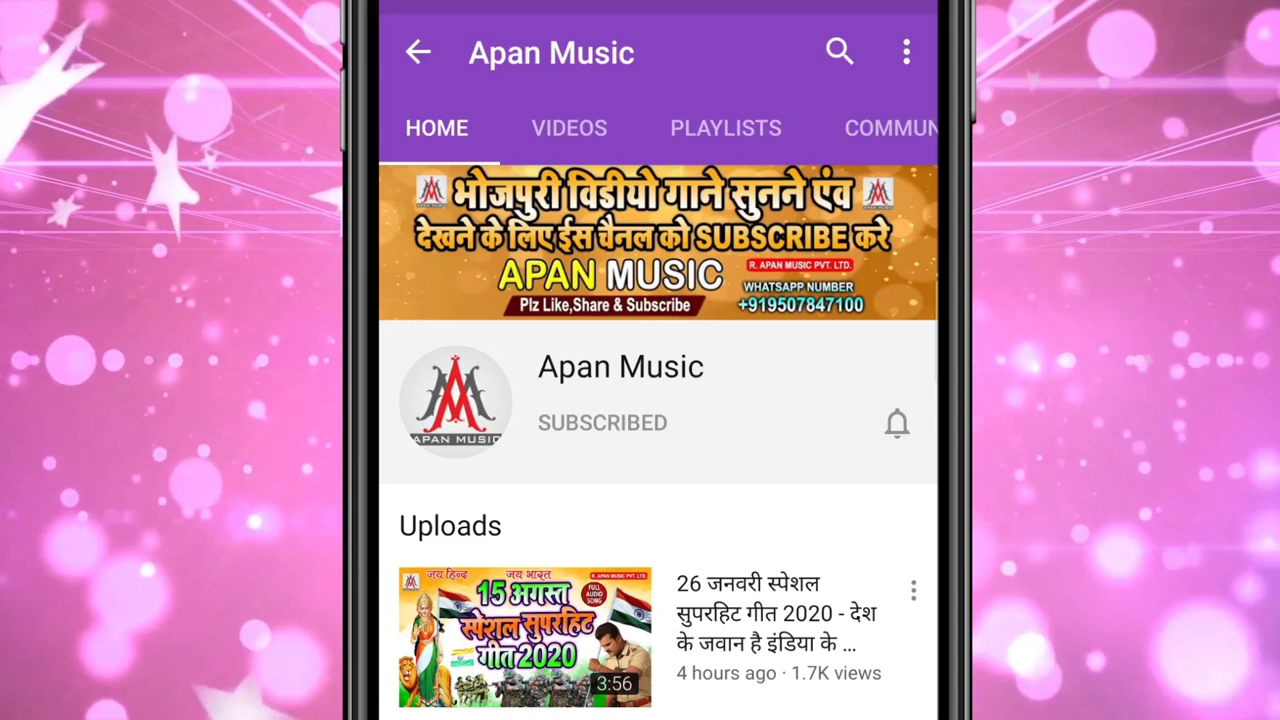 Apan Music
HOME VIDEOS PLAYLISTS COMMUN
भोजपुरी विडीयो गाने सुनने एंव
देखने के लिए ईस चैनल को SUBSCRIBE करे
APAN MUSIC
R. APAN MUSIC PVT. LTD.
Plz Like,Share & Subscribe
WHATSAPP NUMBER
+919507847100
APAN MUSIC
Apan Music
SUBSCRIBED
Uploads
जय हिन्द जय भारत
R. APAN MUSIC PVT. LTD
15 अगस्त
FULL
AUDIO
SONG
स्पेशल सुपरहिट
गीत 2020
3:56
26 जनवरी स्पेशल
सुपरहिट गीत 2020 - देश
के जवान है इंडिया के ...
4 hours ago · 1.7K views